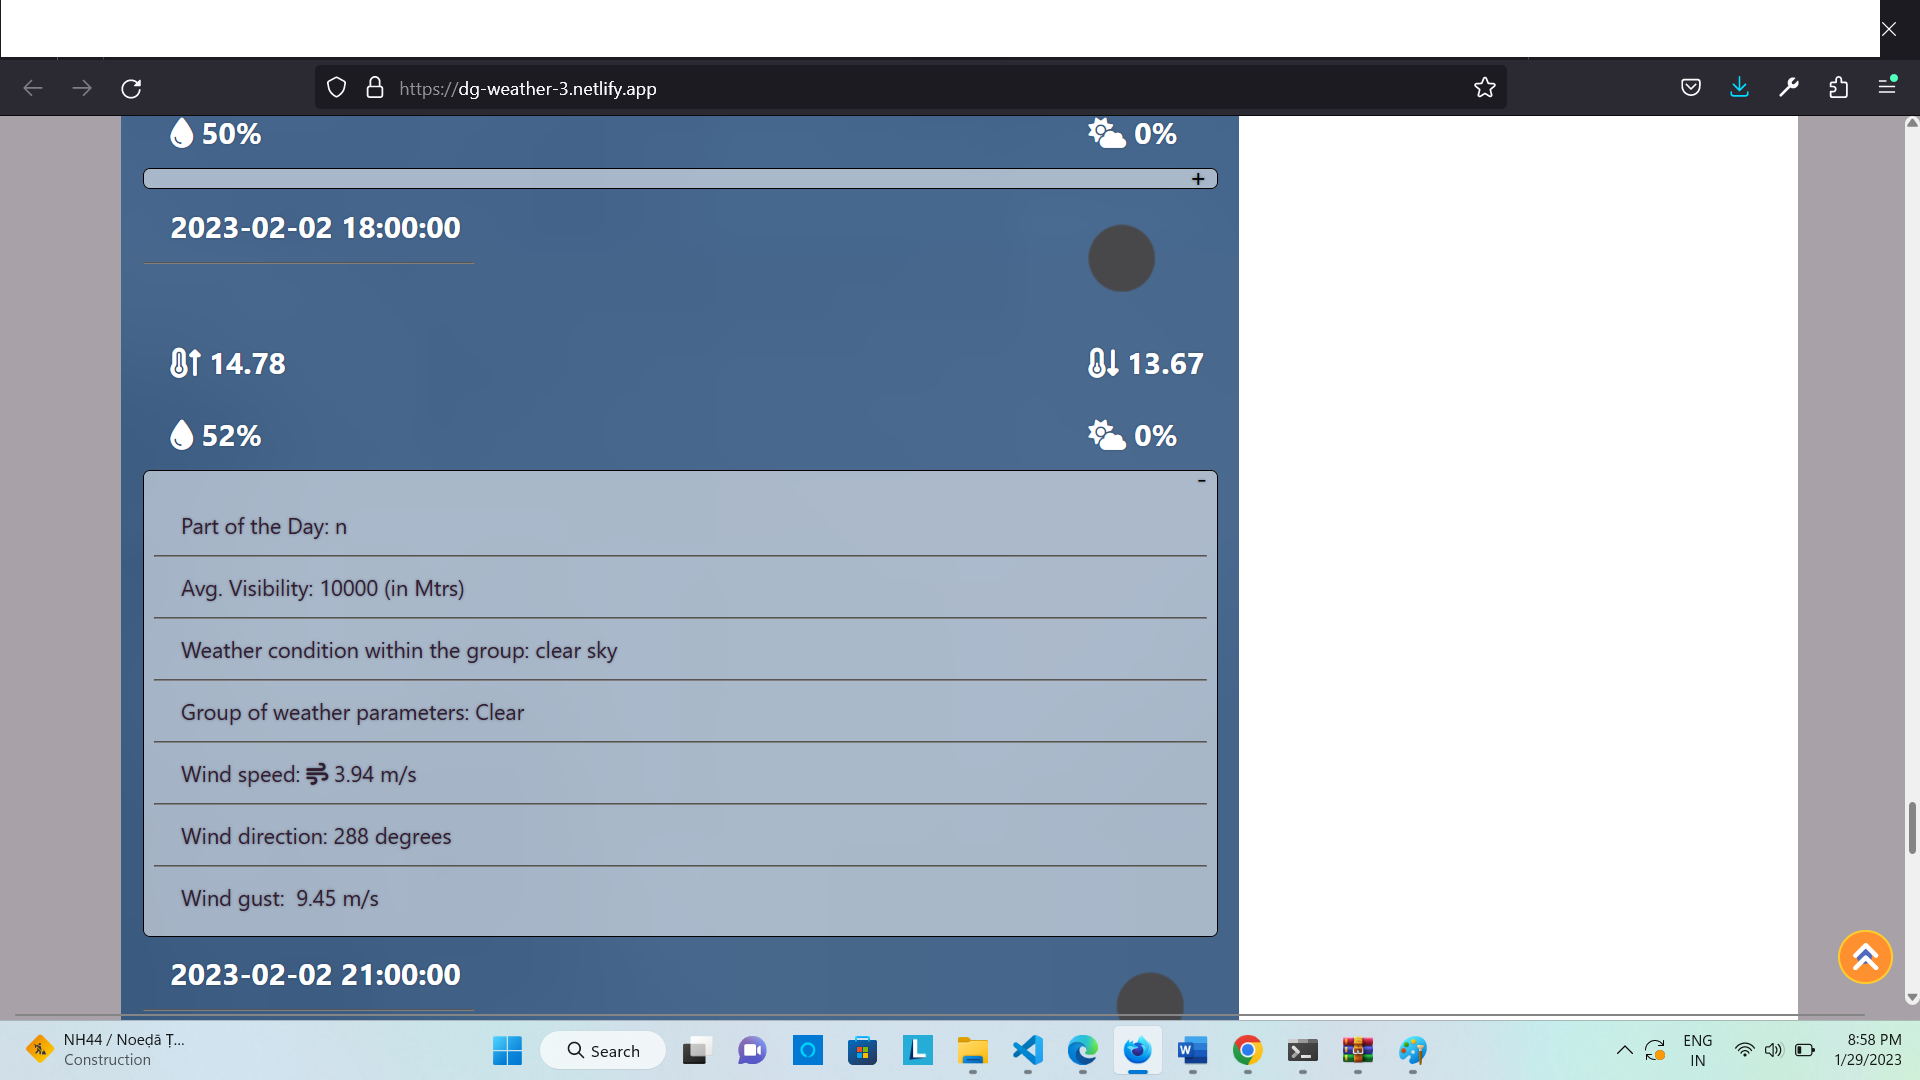 https://dg-weather-3.netlify.app
50%
0%
+
2023-02-02 18:00:00
14.78
13.67
52%
0%
-
Part of the Day: n
Avg. Visibility: 10000 (in Mtrs)
Weather condition within the group: clear sky
Group of weather parameters: Clear
Wind speed: 3.94 m/s
Wind direction: 288 degrees
Wind gust: 9.45 m/s
2023-02-02 21:00:00
NH44 / Noeḍā Ṭ...
Construction
Search
ENG
IN
8:58 PM
1/29/2023